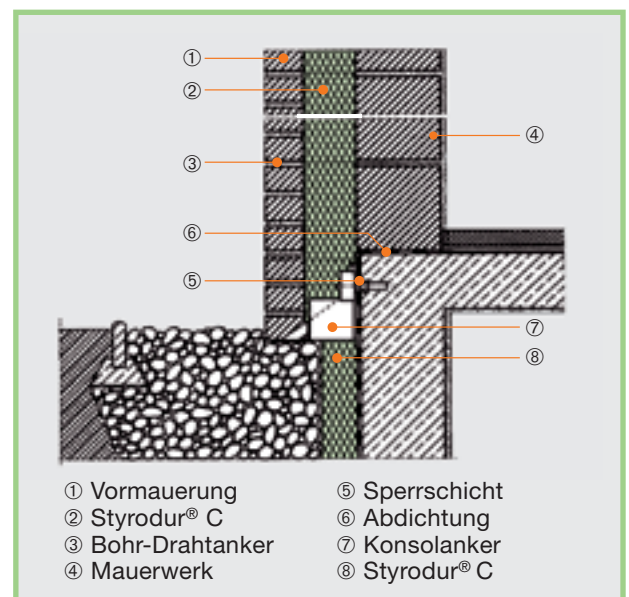 ①
②
④
③
⑥
⑤
⑦
⑧
① Vormauerung
② Styrodur® C
③ Bohr-Drahtanker
④ Mauerwerk
⑤ Sperrschicht
⑥ Abdichtung
⑦ Konsolanker
⑧ Styrodur® C